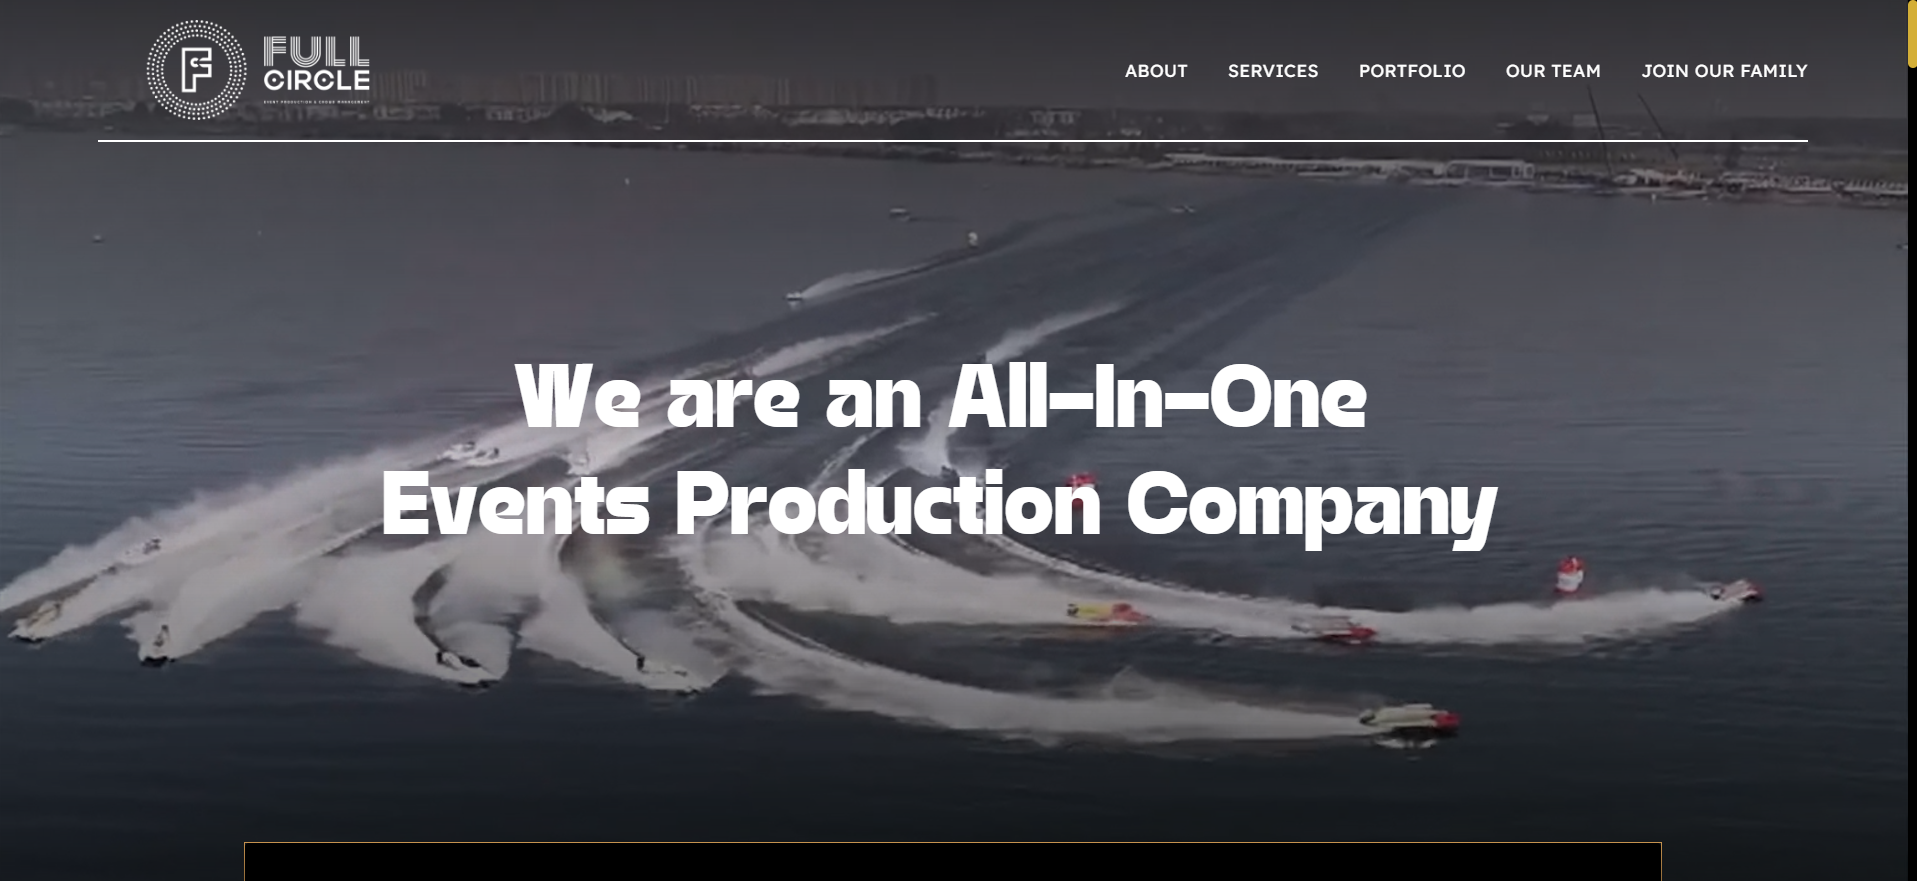 FULL
CIRCLE
EVENT PRODUCTION & CROWD MANAGEMENT
ABOUT
SERVICES
PORTFOLIO
OUR TEAM
JOIN OUR FAMILY
We are an All-In-One
Events Production Company